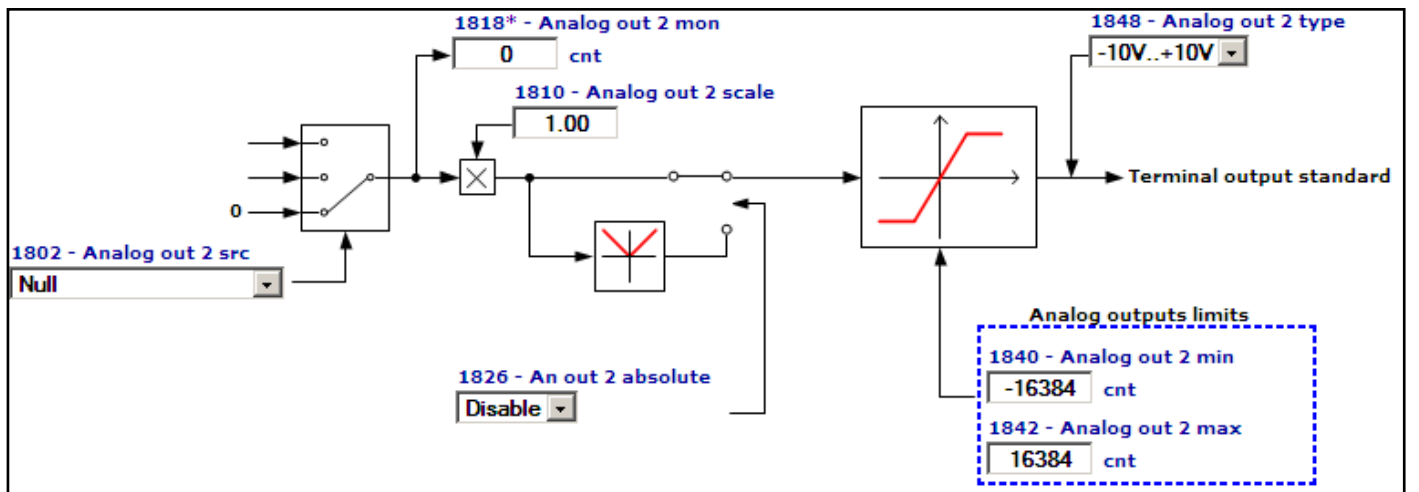 1818* - Analog out 2 mon
0 cnt
1848 - Analog out 2 type
-10V..+10V
1810 - Analog out 2 scale
1.00
Terminal output standard
0
1802 - Analog out 2 src
Null
Analog outputs limits
1840 - Analog out 2 min
-16384 cnt
1826 - An out 2 absolute
Disable
1842 - Analog out 2 max
16384 cnt